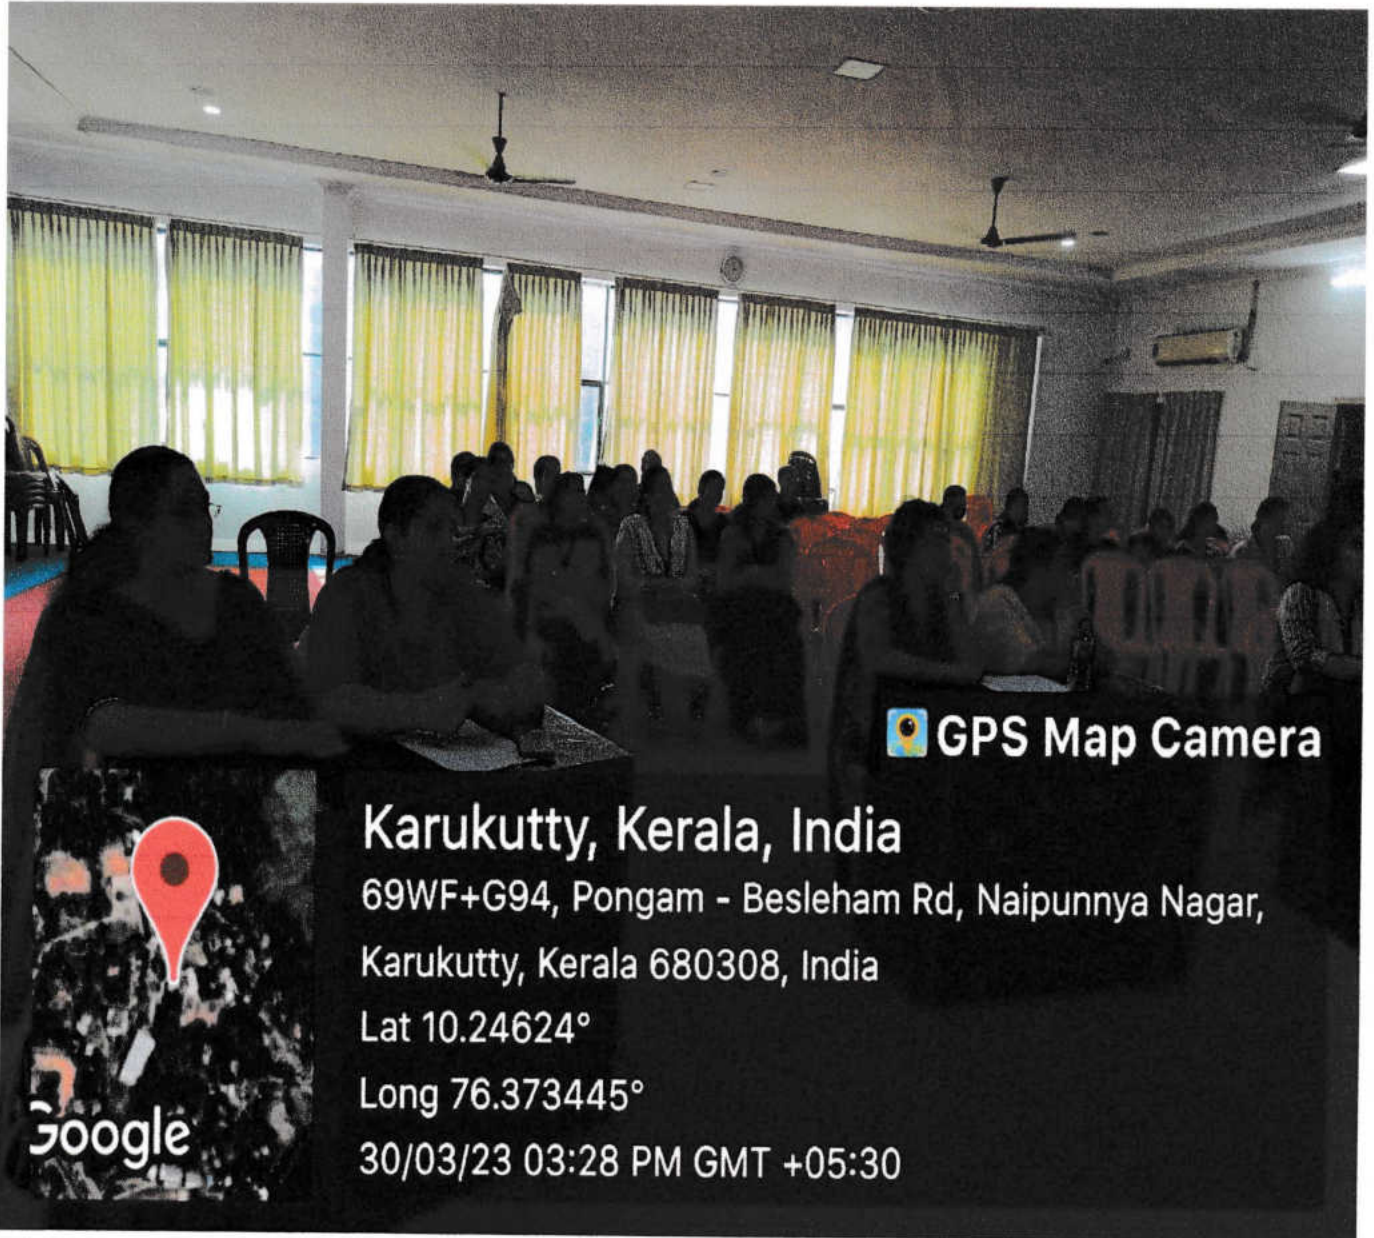 GPS Map Camera
Karukutty, Kerala, India
69WF+G94, Pongam - Besleham Rd, Naipunnya Nagar,
Karukutty, Kerala 680308, India
Lat 10.24624°
Long 76.373445°
30/03/23 03:28 PM GMT +05:30
Google